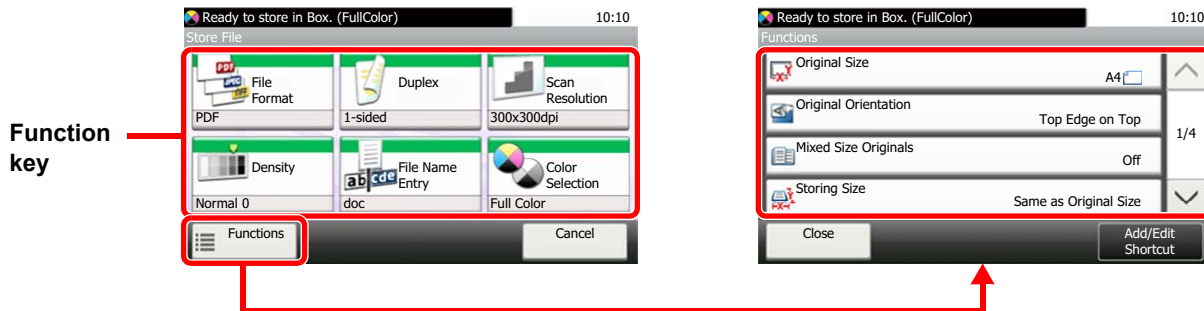 Ready to store in Box. (FullColor) 10:10
Store File
PDF
JPEG
TIFF
File
Format
PDF
Duplex
1-sided
Scan
Resolution
300x300dpi
Density
Normal 0
ab cde
File Name
Entry
doc
Color
Selection
Full Color
Functions
Cancel
Function
key
Ready to store in Box. (FullColor) 10:10
Functions
Original Size
A4
Original Orientation
Top Edge on Top
Mixed Size Originals
Off
Storing Size
Same as Original Size
1/4
Close
Add/Edit
Shortcut